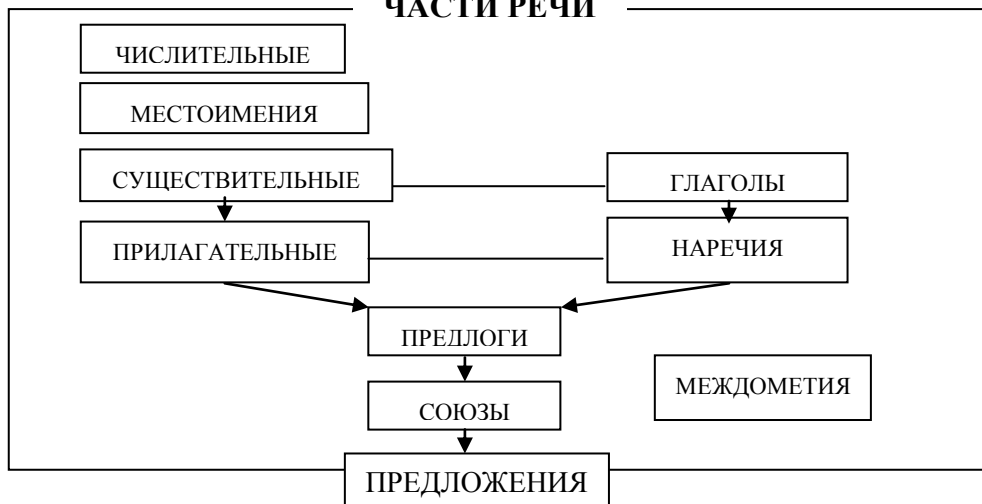 ЧАСТИ РЕЧИ
ЧИСЛИТЕЛЬНЫЕ
МЕСТОИМЕНИЯ
СУЩЕСТВИТЕЛЬНЫЕ
ГЛАГОЛЫ
ПРИЛАГАТЕЛЬНЫЕ
НАРЕЧИЯ
ПРЕДЛОГИ
МЕЖДОМЕТИЯ
СОЮЗЫ
ПРЕДЛОЖЕНИЯ